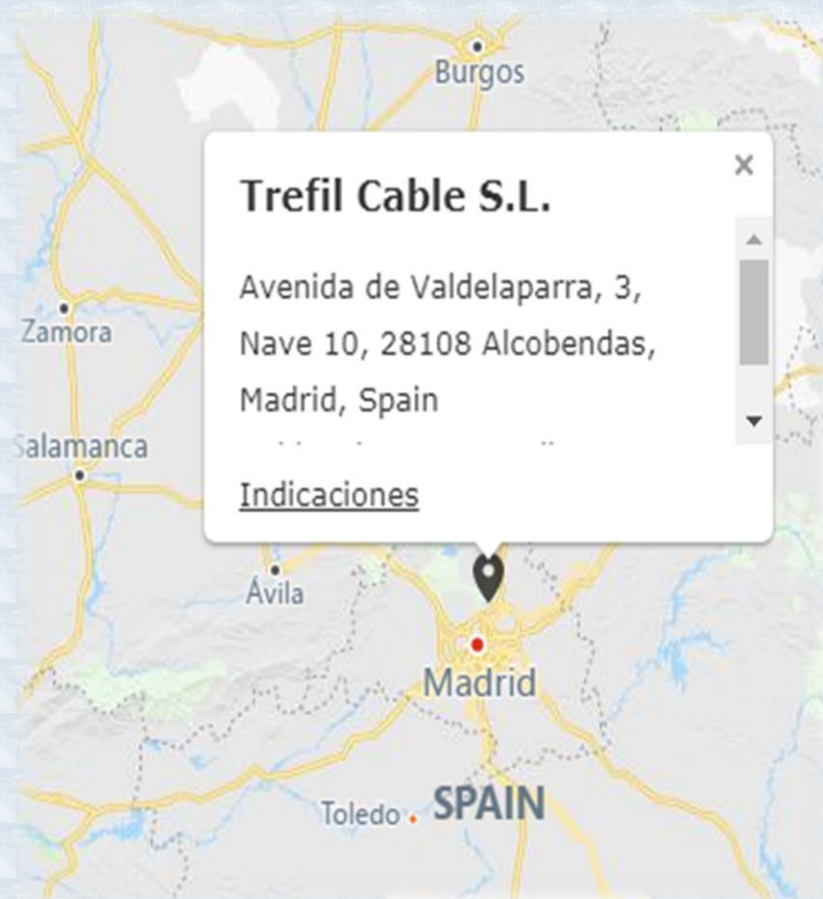 Burgos
Trefil Cable S.L.
Avenida de Valdelaparra, 3,
Nave 10, 28108 Alcobendas,
Madrid, Spain
Indicaciones
Zamora
Salamanca
Ávila
Madrid
Toledo
SPAIN